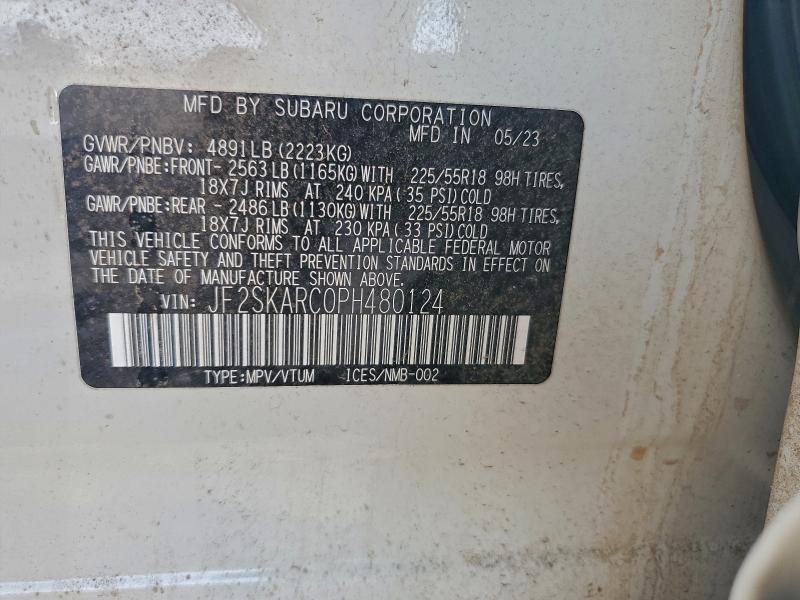 MFD BY SUBARU CORPORATION
MFD IN 05/23
GVWR/PNBV: 4891LB(2223KG)
GAWR/PNBE:FRONT- 2563LB(1165KG)WITH 225/55R18 98H TIRES,
18X7J RIMS AT 240 KPA(35 PSI)COLD
GAWR/PNBE:REAR - 2486LB(1130KG)WITH 225/55R18 98H TIRES,
18X7J RIMS AT 230 KPA(33 PSI)COLD
THIS VEHICLE CONFORMS TO ALL APPLICABLE FEDERAL MOTOR
VEHICLE SAFETY AND THEFT PREVENTION STANDARDS IN EFFECT ON
THE DATE OF MANUFACTURE SHOWN ABOVE.
VIN: JF2SKARC0PH480124
TYPE:MPV/VTUM ICES/NMB-002